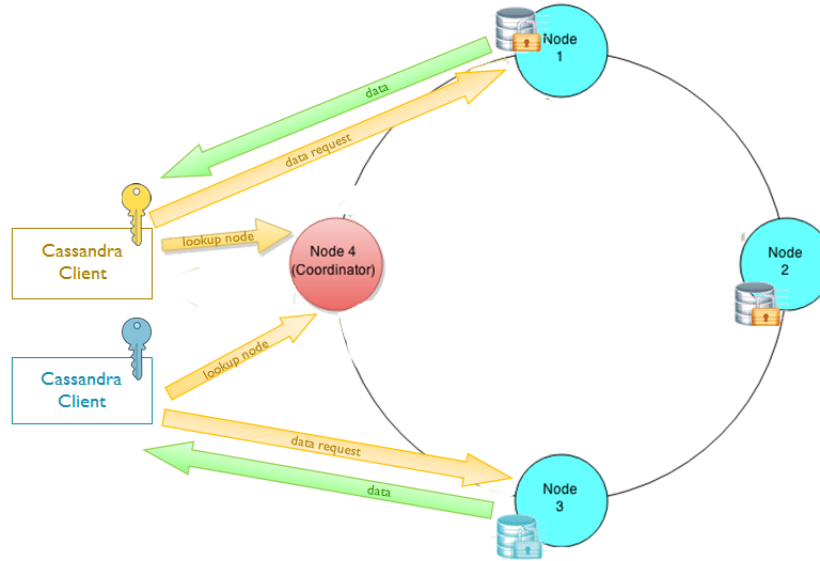 Node
1
data
data request
Cassandra
Client
lookup node
Node 4
(Coordinator)
Node
2
Cassandra
Client
lookup node
data request
data
Node
3